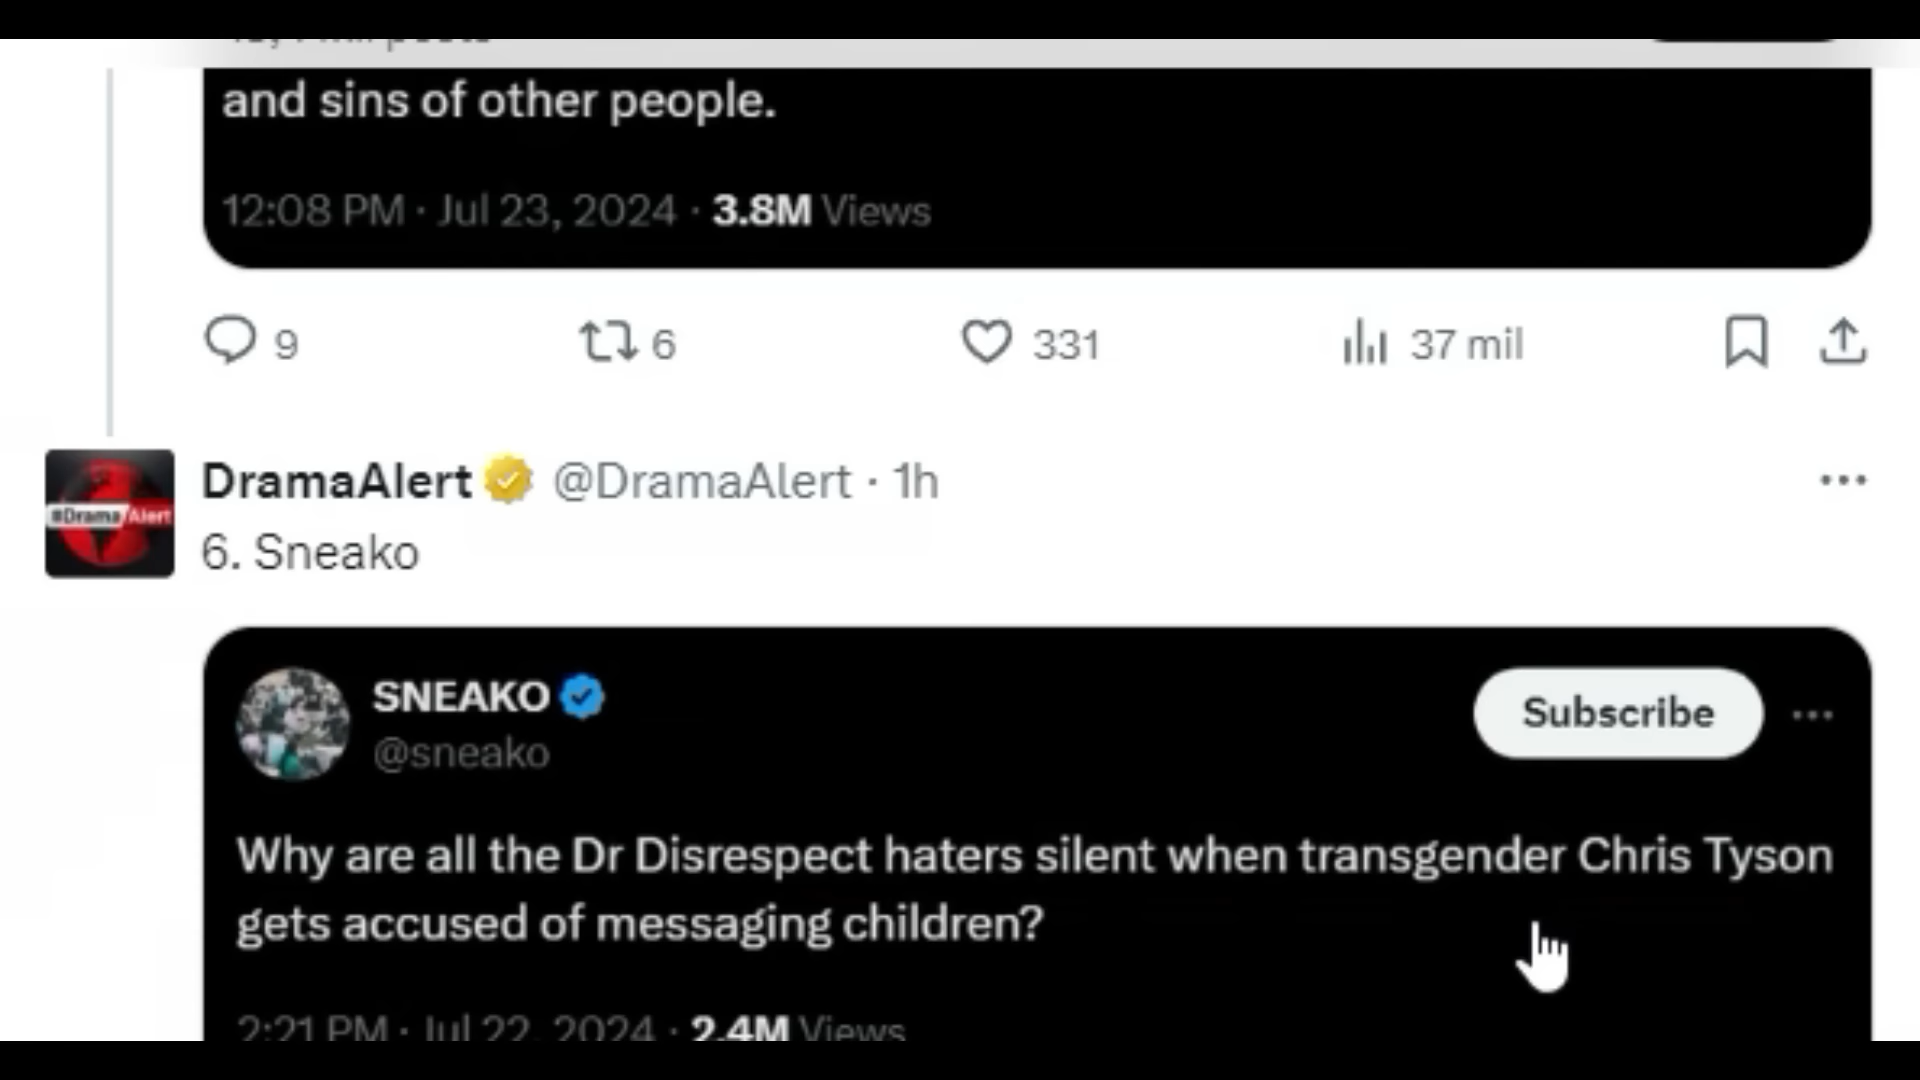 and sins of other people.
12:08 PM · Jul 23, 2024 · 3.8M Views
9 6 331 37 mil
DramaAlert @DramaAlert · 1h
#Drama Alert
6. Sneako
SNEAKO
@sneako
Subscribe
Why are all the Dr Disrespect haters silent when transgender Chris Tyson
gets accused of messaging children?
2:21 PM · Jul 22, 2024 · 2.4M Views